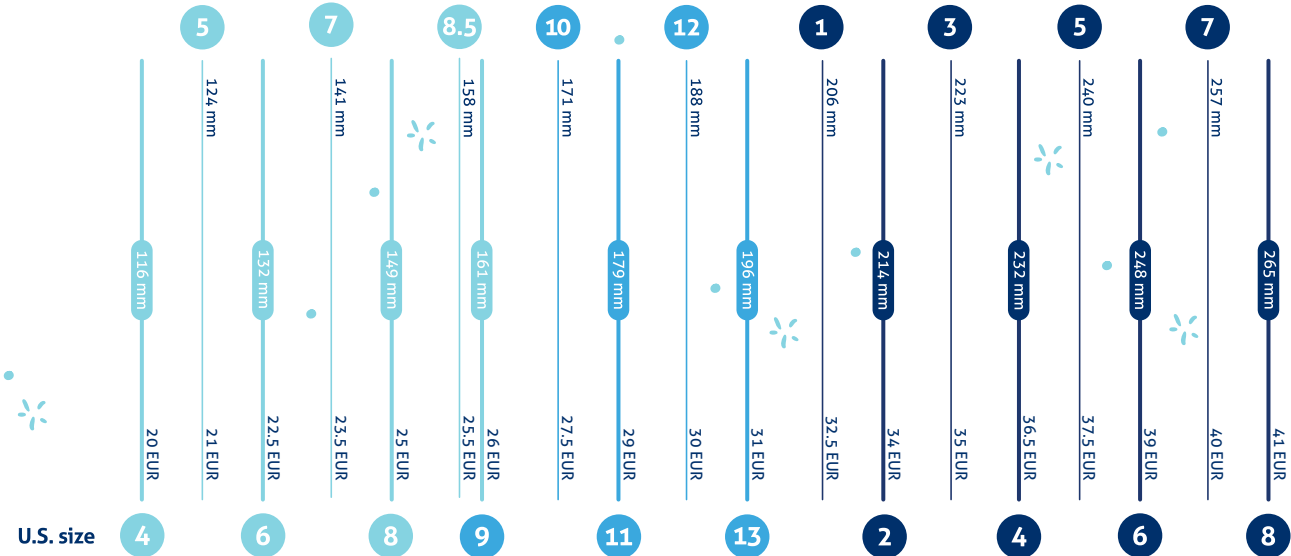 5
7
8.5
10
12
1
3
5
7
124 mm
141 mm
158 mm
171 mm
188 mm
206 mm
223 mm
240 mm
257 mm
116 mm
132 mm
149 mm
161 mm
179 mm
196 mm
214 mm
232 mm
248 mm
265 mm
20 EUR
21 EUR
22.5 EUR
23.5 EUR
25 EUR
25.5 EUR
26 EUR
27.5 EUR
29 EUR
30 EUR
31 EUR
32.5 EUR
34 EUR
35 EUR
36.5 EUR
37.5 EUR
39 EUR
40 EUR
41 EUR
U.S. size
4
6
8
9
11
13
2
4
6
8